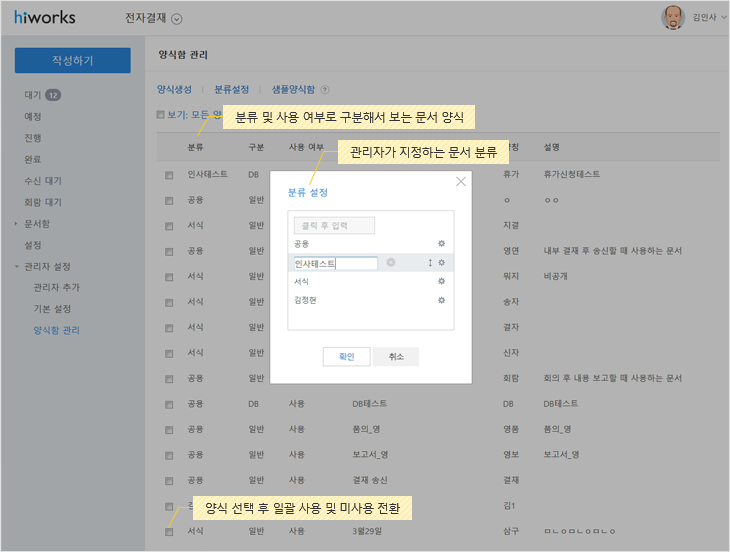 hiworks 전자결재 김인사
작성하기
대기 12
예정
진행
완료
수신 대기
회람 대기
문서함
설정
관리자 설정
관리자 추가
기본 설정
양식함 관리
양식함 관리
양식생성 분류설정 샘플양식함 ?
보기: 모든 양
분류 및 사용 여부로 구분해서 보는 문서 양식
관리자가 지정하는 문서 분류
분류 구분 사용 여부 칭 설명
인사테스트 DB 휴가 휴가신청테스트
공용 일반 ㅇ ㅇㅇ
서식 일반 지결
공용 일반 영연 내부 결재 후 송신할 때 사용하는 문서
서식 일반 뭐지 비공개
서식 일반 송자
서식 일반 결자
서식 일반 신자
공용 일반 회람 회의 후 내용 보고할 때 사용하는 문서
공용 DB 사용 DB테스트 DB DB테스트
공용 일반 사용 품의_영 영품 품의_영
공용 일반 사용 보고서_영 영보 보고서_영
공용 일반 사용 결재 송신 결재
김1
서식 일반 사용 3월29일 삼구 ㅁㄴㅇㅁㄴㅇㅁㄴㅇ
분류 설정
클릭 후 입력
공용
인사테스트
서식
김정현
확인 취소
양식 선택 후 일괄 사용 및 미사용 전환